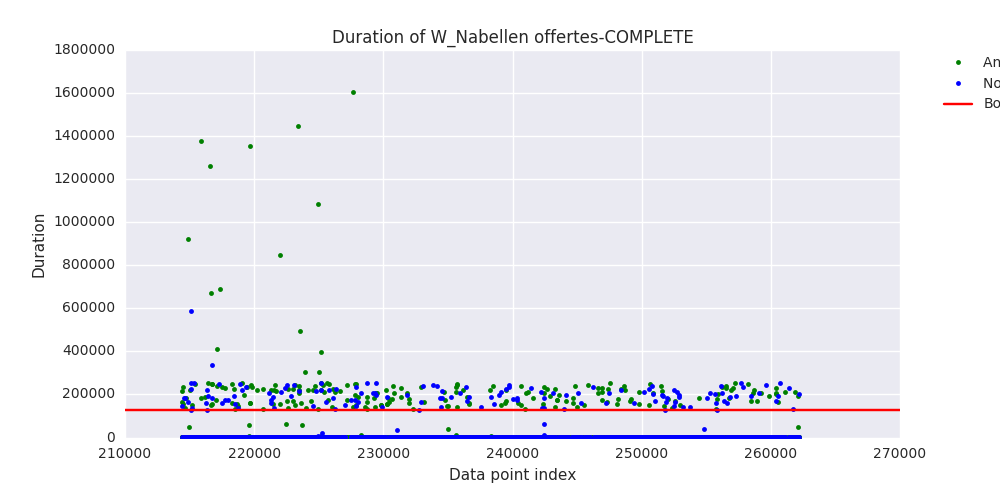 Duration of W_Nabellen offertes-COMPLETE
1800000
1600000
1400000
1200000
1000000
800000
600000
400000
200000
0
Duration
210000 220000 230000 240000 250000 260000 270000
Data point index
An
No
Bo